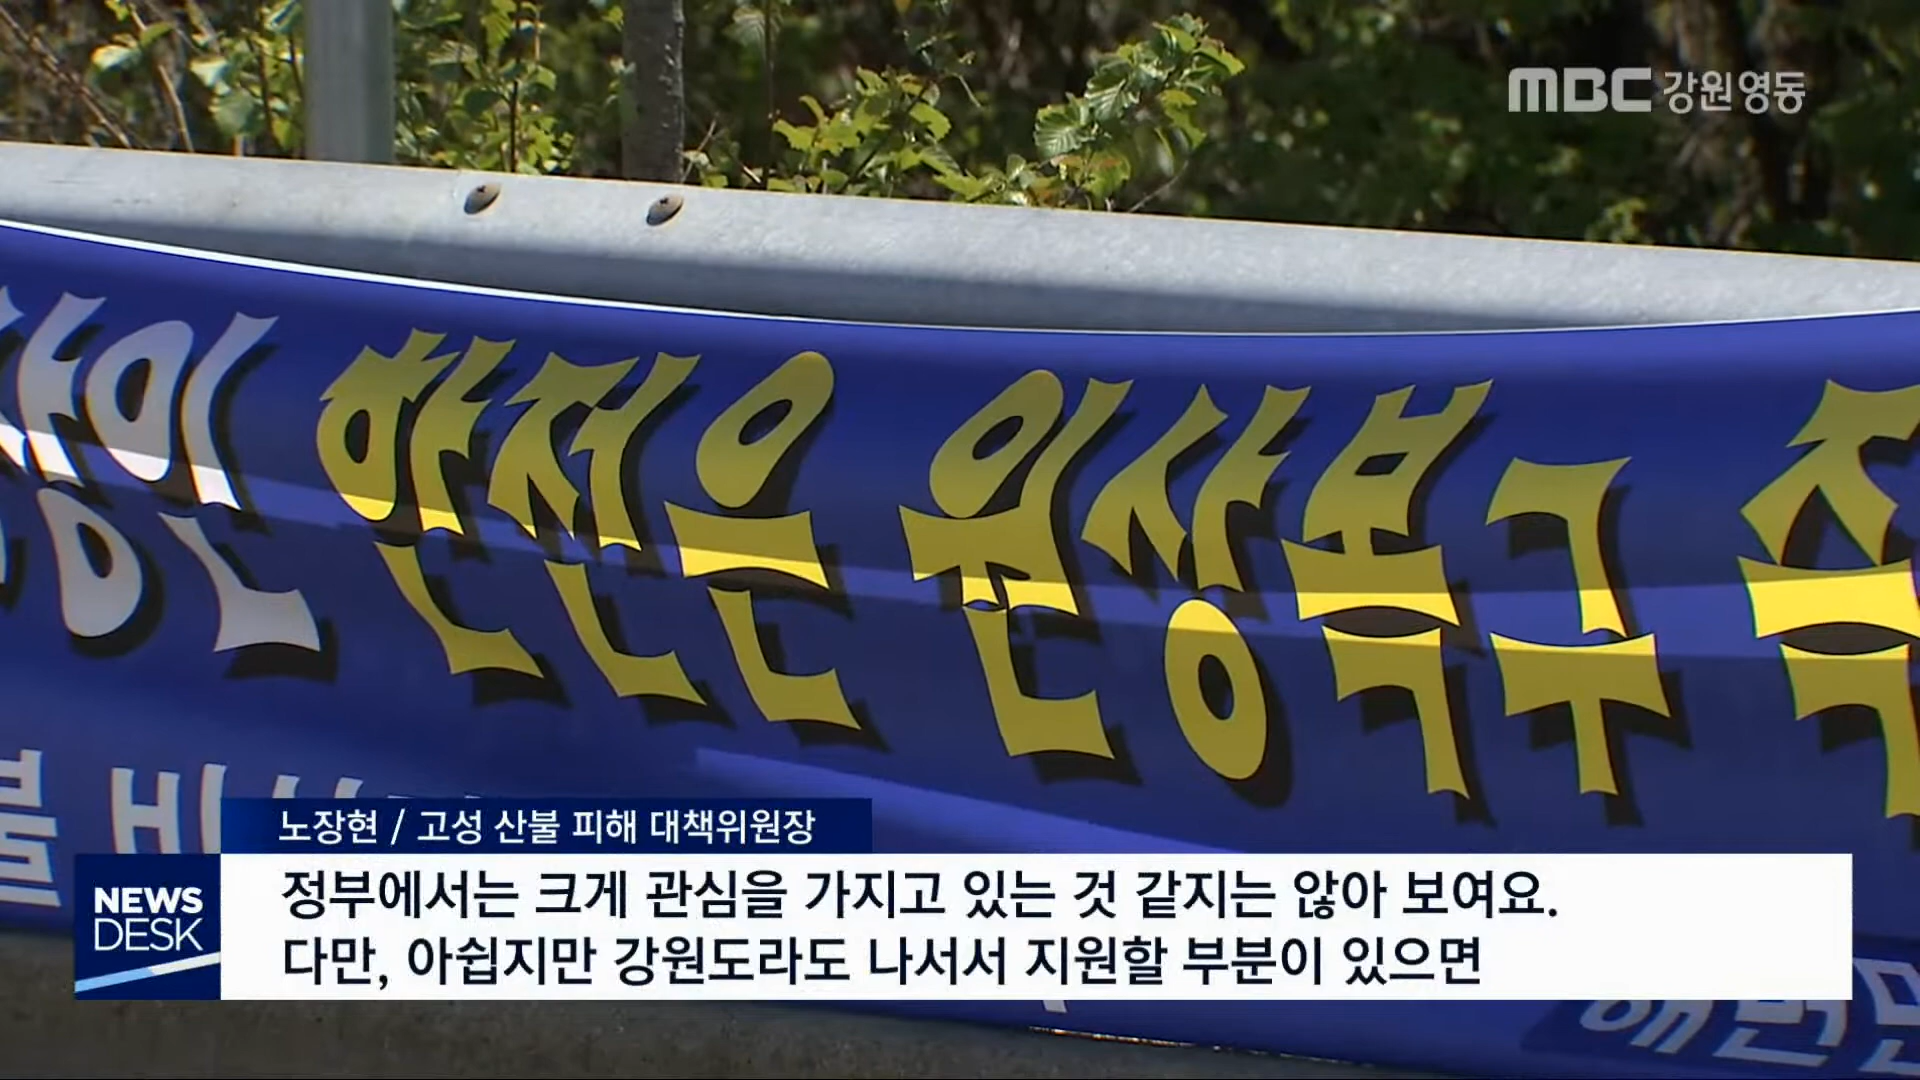 MBC 강원영동
한전은 원상복구
노장현 / 고성 산불 피해 대책위원장
NEWS
DESK
정부에서는 크게 관심을 가지고 있는 것 같지는 않아 보여요.
다만, 아쉽지만 강원도라도 나서서 지원할 부분이 있으면